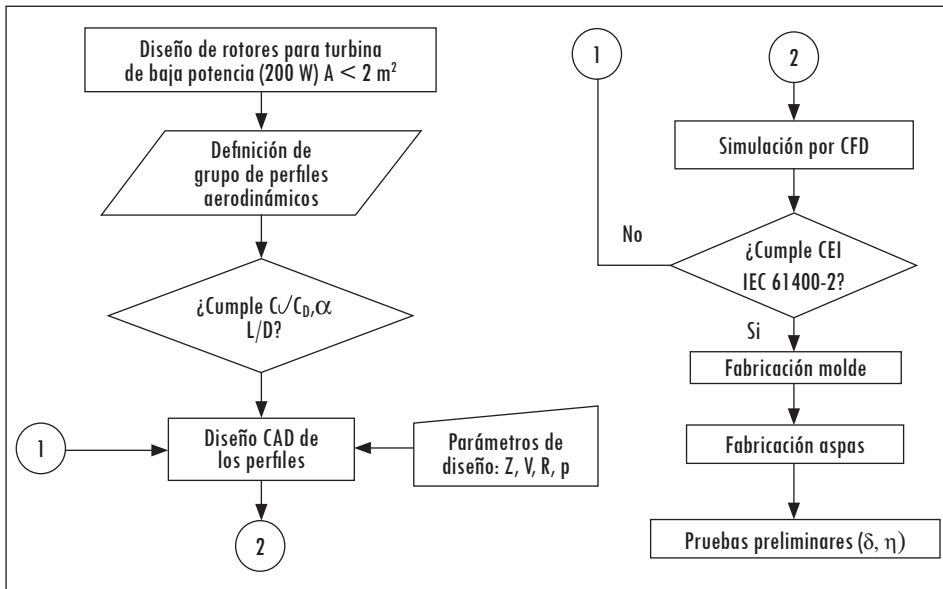 Diseño de rotores para turbina
de baja potencia (200 W) A < 2 m²
Definición de
grupo de perfiles
aerodinámicos
¿Cumple C_L/C_D,α
L/D?
1
Diseño CAD de
los perfiles
Parámetros de
diseño: Z, V, R, p
2
1
2
Simulación por CFD
No
¿Cumple CEI
IEC 61400-2?
Si
Fabricación molde
Fabricación aspas
Pruebas preliminares (δ, η)